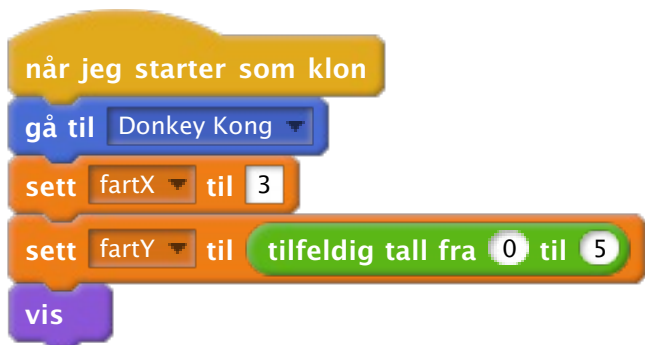 når jeg starter som klon
gå til Donkey Kong
sett fartX til 3
sett fartY til tilfeldig tall fra 0 til 5
vis